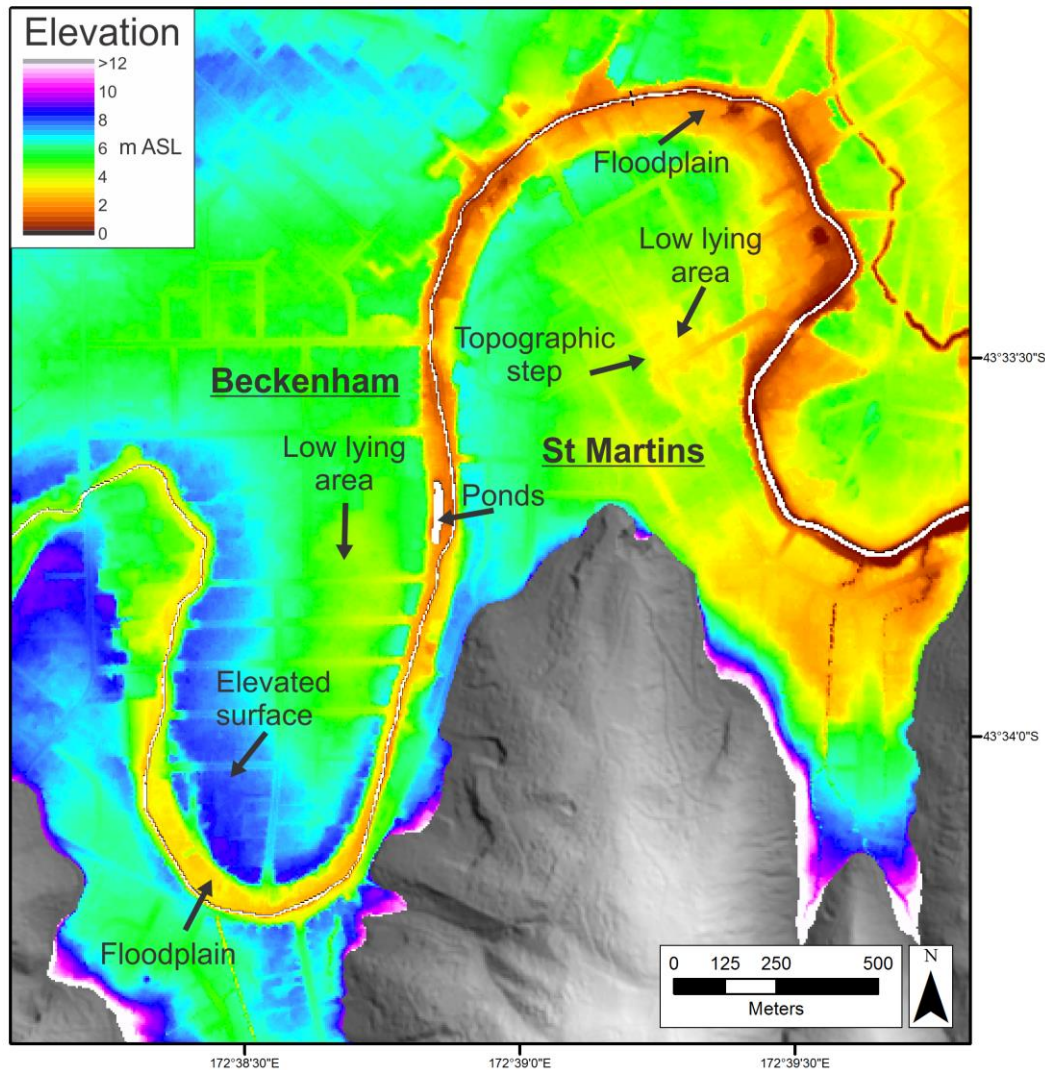 Elevation
>12
10
8
6
4
2
0
m ASL
Floodplain
Low lying
area
Topographic
step
43°33'30"S
Beckenham
St Martins
Low lying
area
Ponds
Elevated
surface
43°34'0"S
Floodplain
0 125 250 500
Meters
N
172°38'30"E
172°39'0"E
172°39'30"E